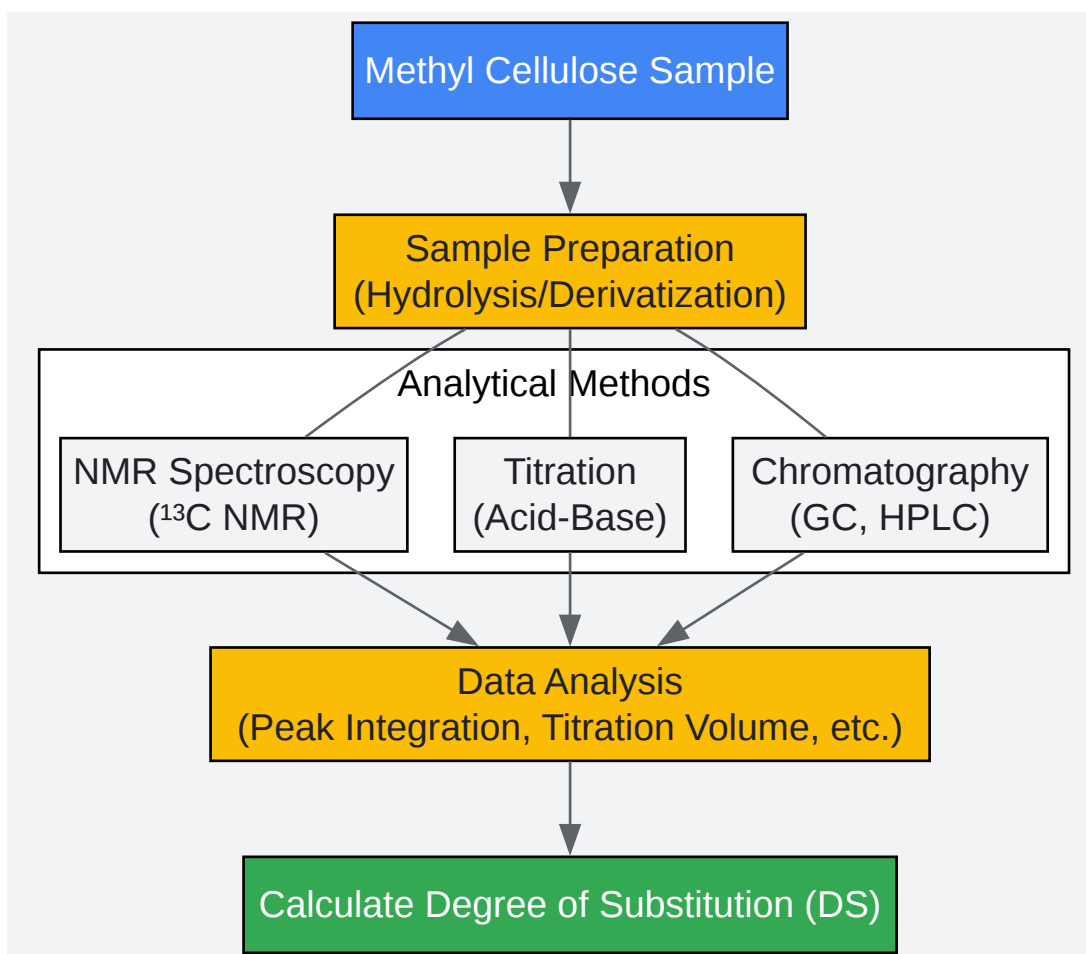 Methyl Cellulose Sample
Sample Preparation
(Hydrolysis/Derivatization)
Analytical Methods
NMR Spectroscopy
(¹³C NMR)
Titration
(Acid-Base)
Chromatography
(GC, HPLC)
Data Analysis
(Peak Integration, Titration Volume, etc.)
Calculate Degree of Substitution (DS)